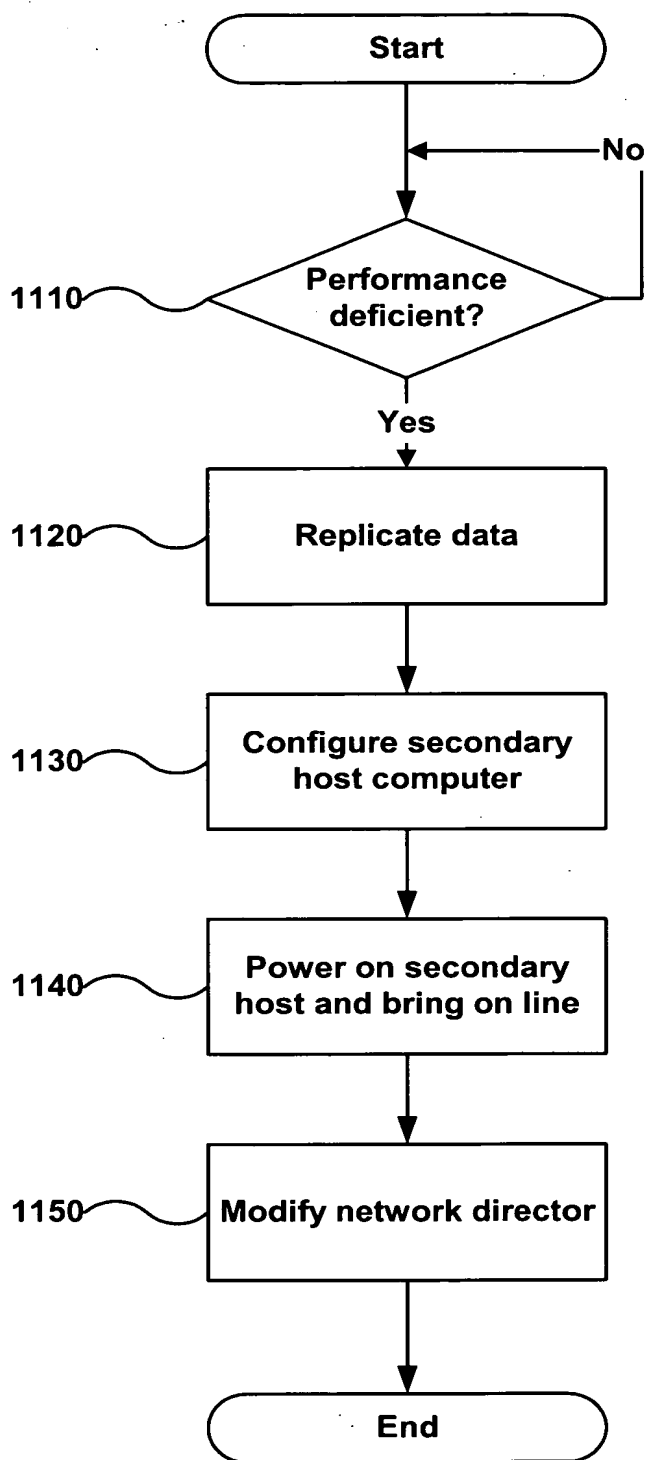 Start
No
1110
Performance
deficient?
Yes
1120
Replicate data
1130
Configure secondary
host computer
1140
Power on secondary
host and bring on line
1150
Modify network director
End